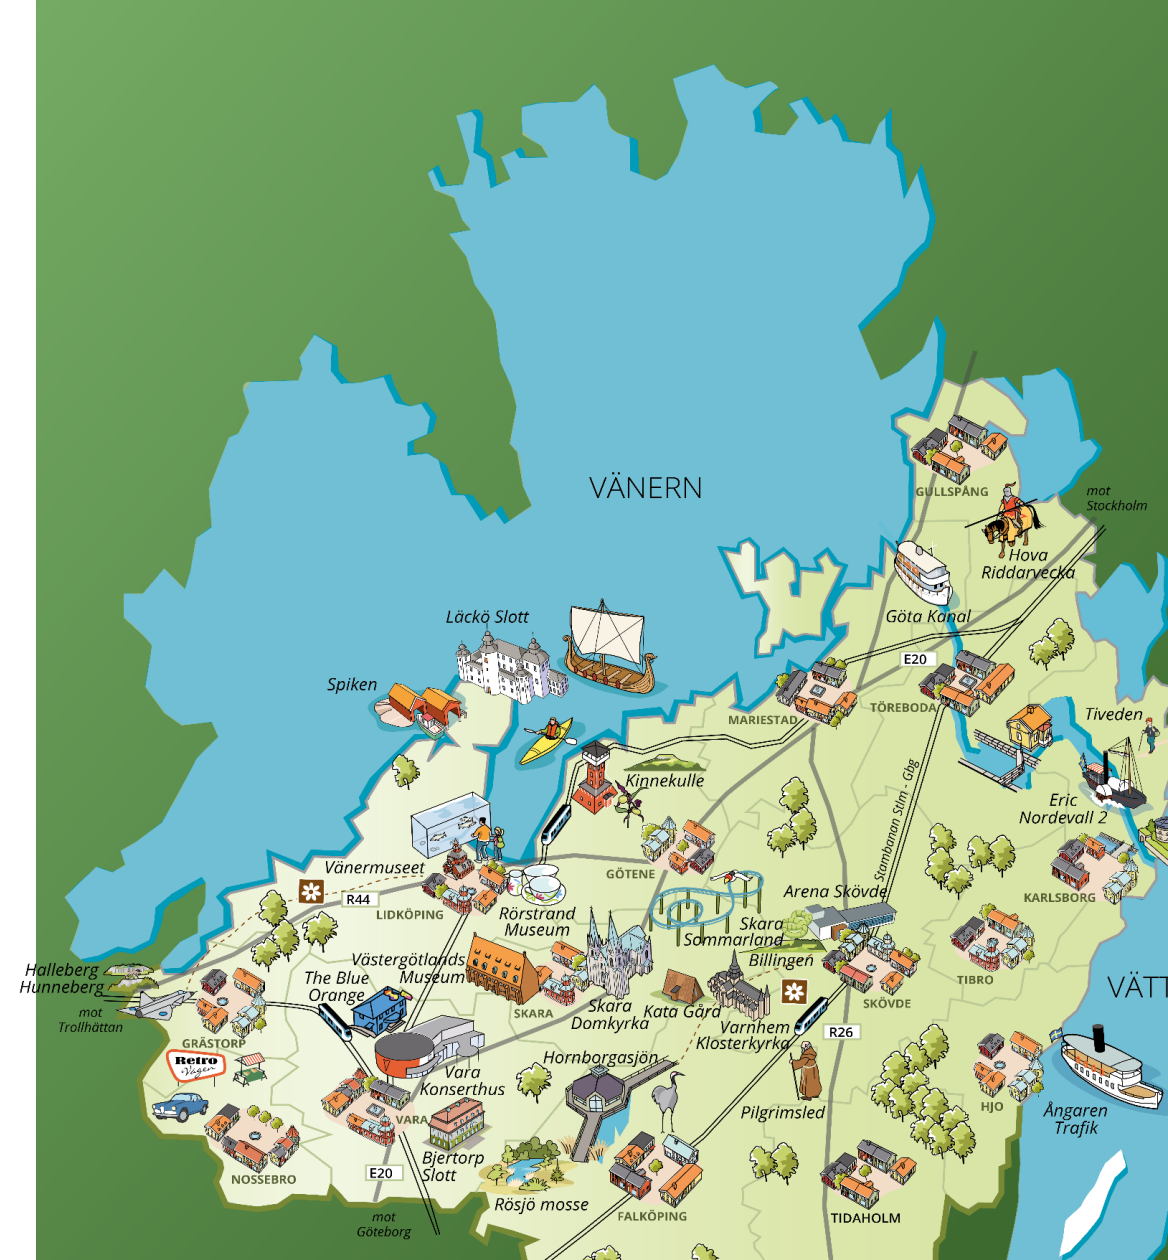 VÄNERN
GULLSPÅNG
mot
Stockholm
Hova
Riddarvecka
Göta Kanal
Läckö Slott
E20
Spiken
MARIESTAD
TÖREBODA
Tiveden
Kinnekulle
Stambanan Stlm - Gbg
Eric
Nordevall 2
Vänermuseet
GÖTENE
R44
LIDKÖPING
Rörstrand
Museum
Arena Skövde
KARLSBORG
Skara
Sommarland
Billingen
Halleberg
Hunneberg
Västergötlands
Museum
The Blue
Orange
TIBRO
VÄTT
mot
Trollhättan
SKARA
Skara
Domkyrka
Kata Gård
SKÖVDE
Varnhem
Klosterkyrka
R26
GRÄSTORP
Retro
Vägen
Hornborgasjön
Vara
Konserthus
Pilgrimsled
HJO
Ångaren
Trafik
VARA
Bjertorp
Slott
E20
NOSSEBRO
Rösjö mosse
FALKÖPING
TIDAHOLM
mot
Göteborg